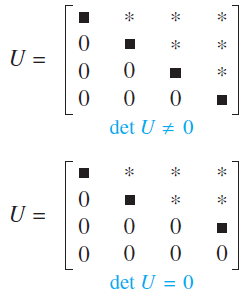 ■ * * *
0 ■ * *
U =
0 0 ■ *
0 0 0 ■
det U ≠ 0
■ * * *
0 ■ * *
U =
0 0 0 ■
0 0 0 0
det U = 0